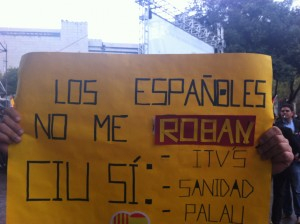 LOS ESPAÑOLES
NO ME ROBAN
CIU SÍ: - ITV'S
- SANIDAD
- PALAU